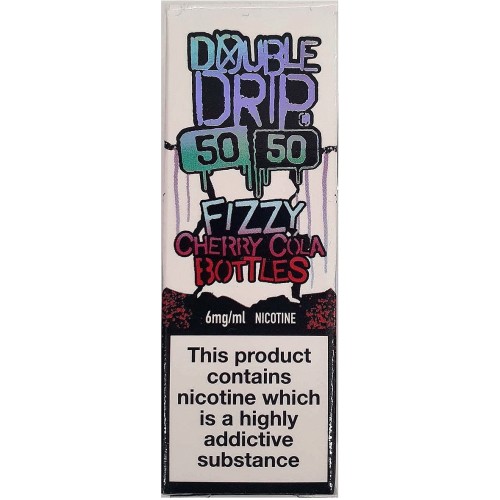 DOUBLE
DRIP
50 50
FIZZY
CHERRY COLA
BOTTLES
6mg/ml NICOTINE
This product
contains
nicotine which
is a highly
addictive
substance